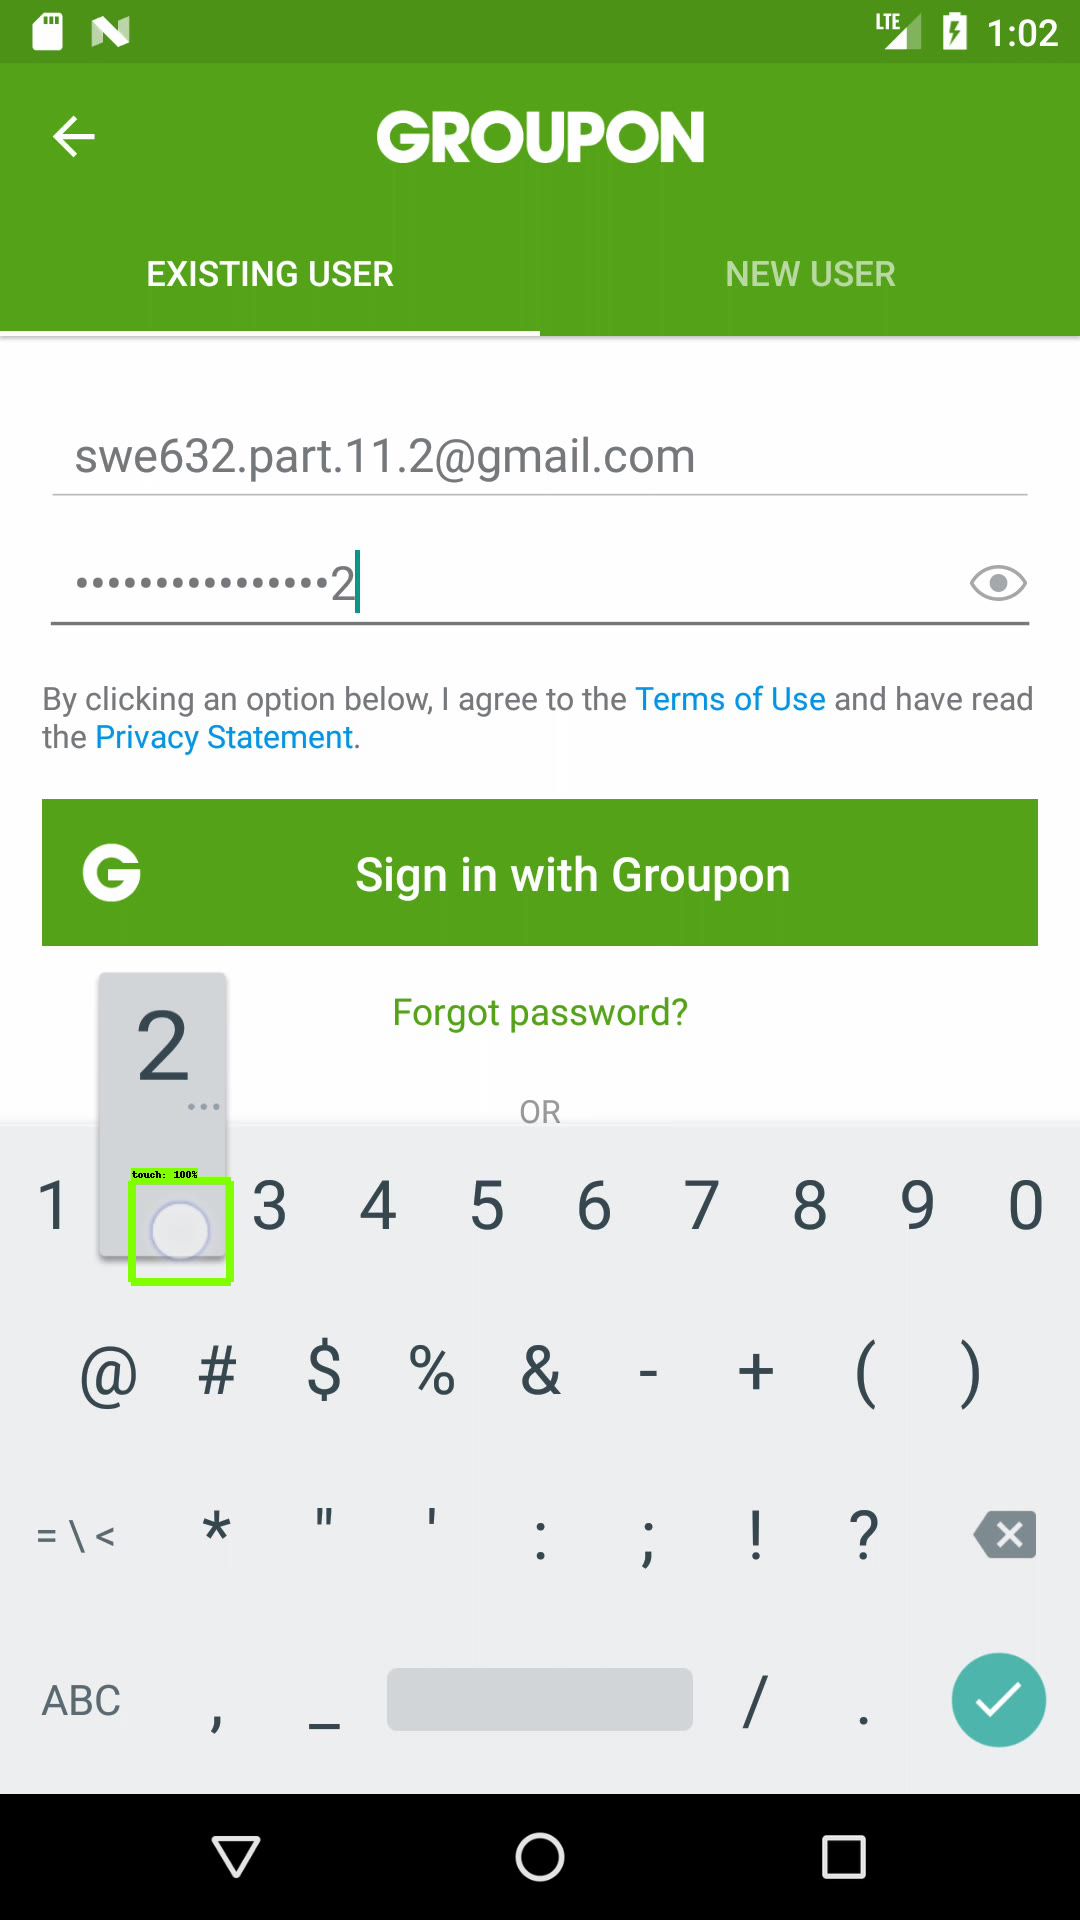 LTE 1:02
GROUPON
EXISTING USER NEW USER
swe632.part.11.2@gmail.com
••••••••••••••••2
By clicking an option below, I agree to the Terms of Use and have read
the Privacy Statement.
G Sign in with Groupon
Forgot password?
2
...
OR
touch: 100%
1 3 4 5 6 7 8 9 0
@ # $ % & - + ( )
= \ < * " ' : ; ! ?
ABC , _ / .